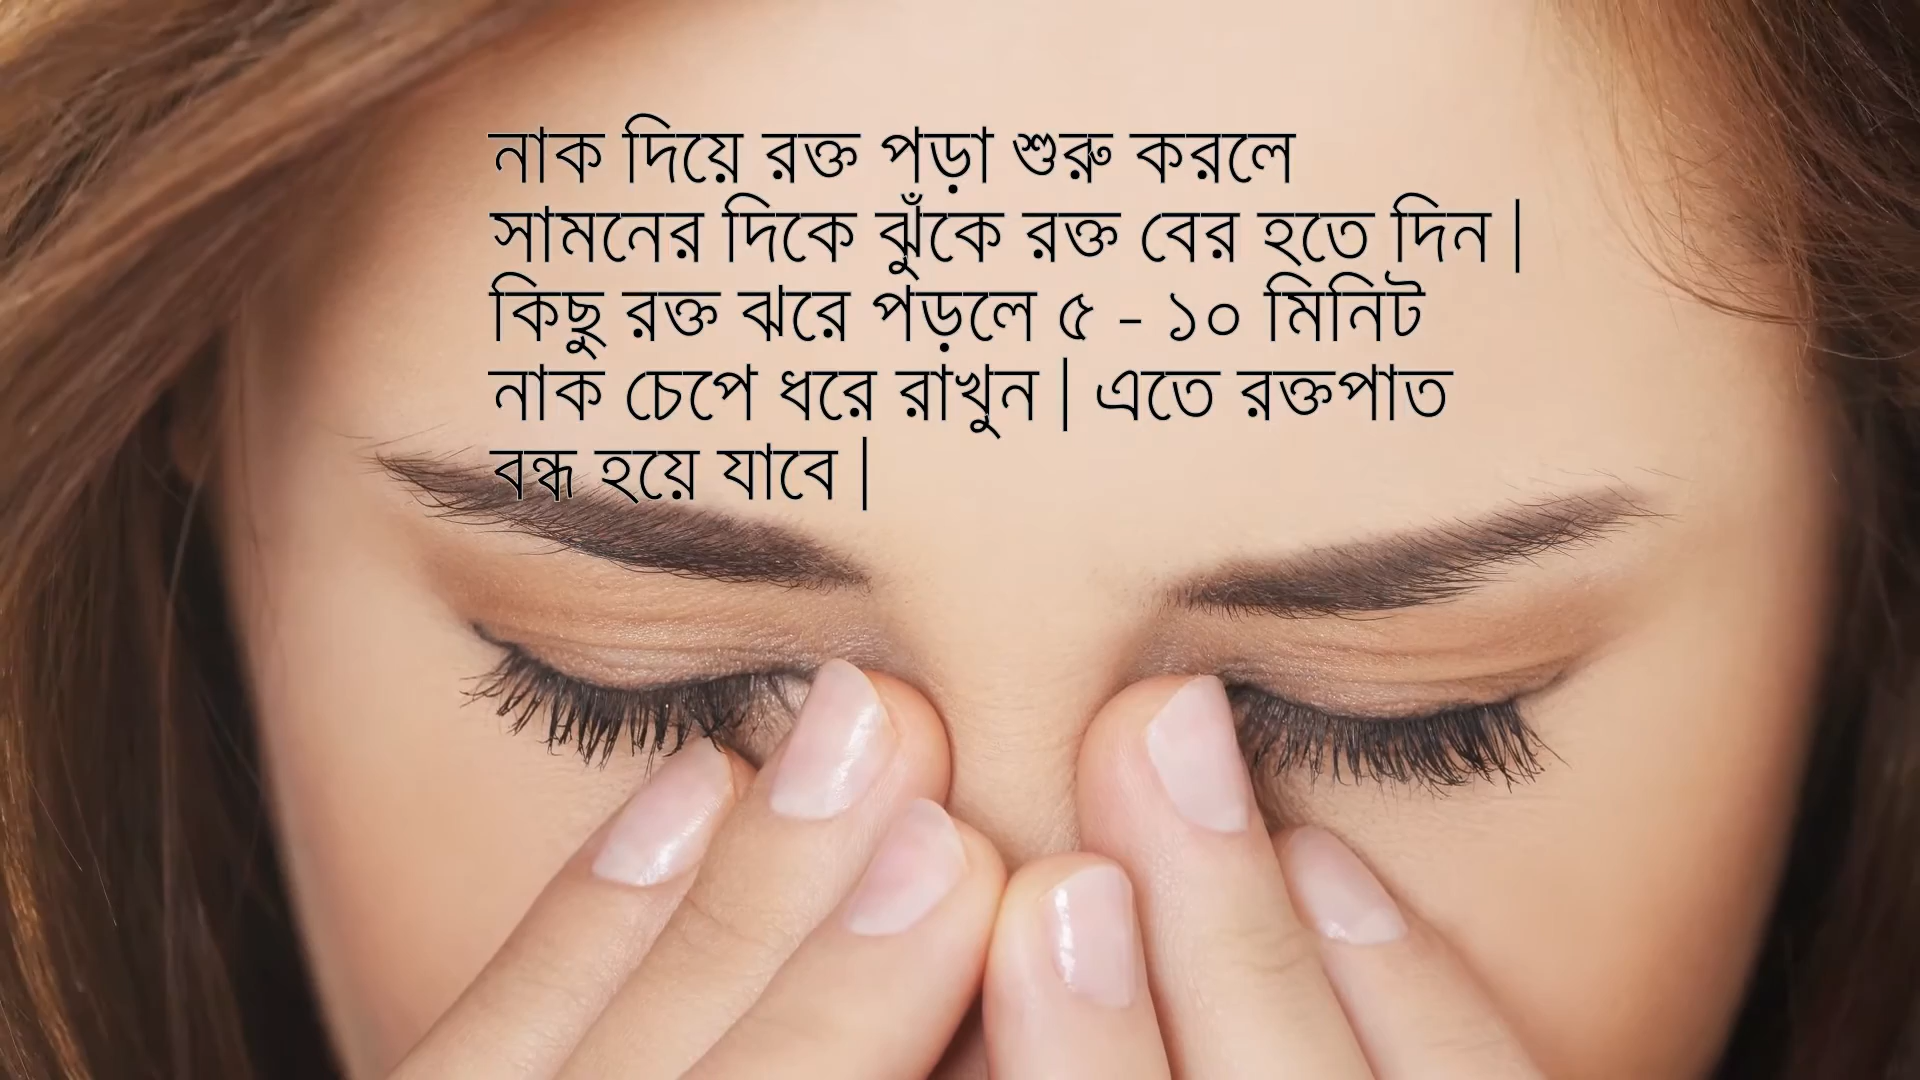 নাক দিয়ে রক্ত পড়া শুরু করলে
সামনের দিকে ঝুঁকে রক্ত বের হতে দিন |
কিছু রক্ত ঝরে পড়লে ৫ - ১০ মিনিট
নাক চেপে ধরে রাখুন | এতে রক্তপাত
বন্ধ হয়ে যাবে |